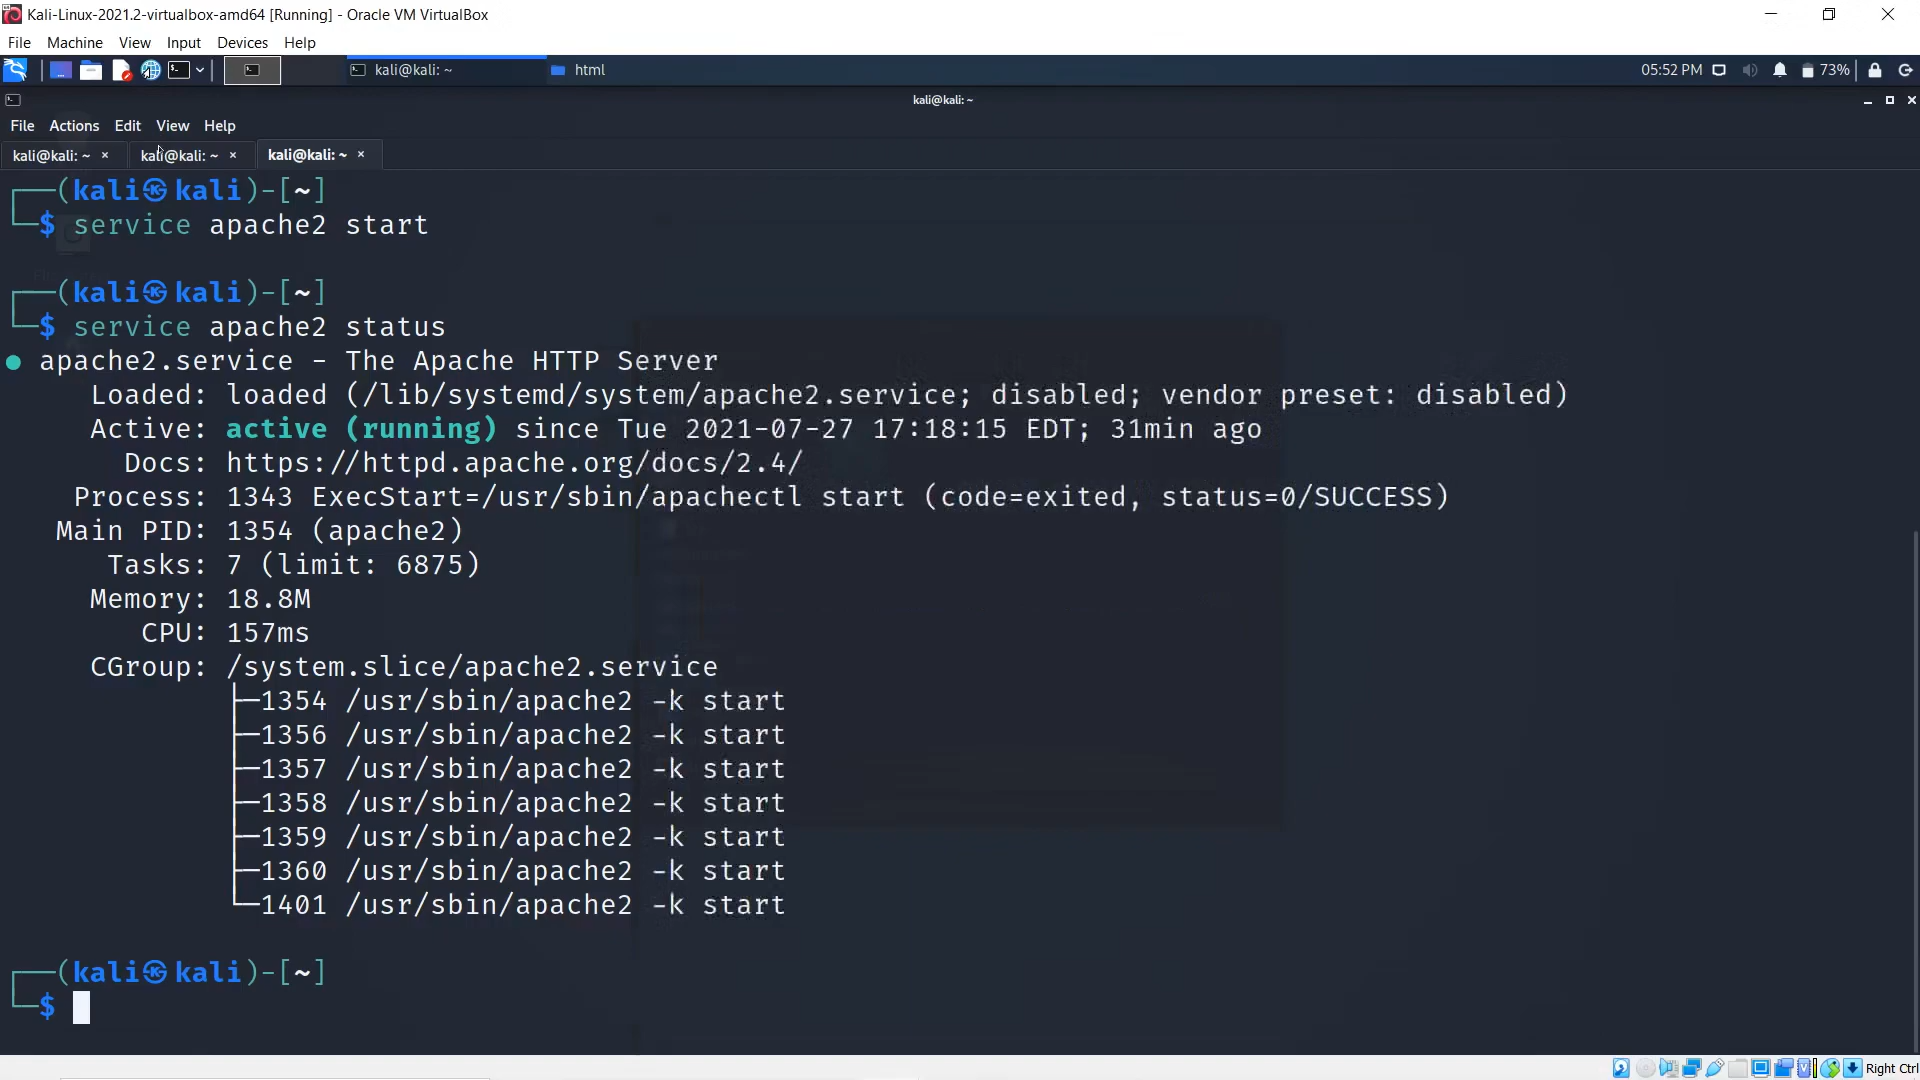 Kali-Linux-2021.2-virtualbox-amd64 [Running] - Oracle VM VirtualBox
File Machine View Input Devices Help
kali@kali: ~ html 05:52 PM 73%
kali@kali: ~
File Actions Edit View Help
kali@kali: ~ × kali@kali: ~ × kali@kali: ~ ×
┌──(kali㉿kali)-[~]
└─$ service apache2 start
┌──(kali㉿kali)-[~]
└─$ service apache2 status
● apache2.service - The Apache HTTP Server
Loaded: loaded (/lib/systemd/system/apache2.service; disabled; vendor preset: disabled)
Active: active (running) since Tue 2021-07-27 17:18:15 EDT; 31min ago
Docs: https://httpd.apache.org/docs/2.4/
Process: 1343 ExecStart=/usr/sbin/apachectl start (code=exited, status=0/SUCCESS)
Main PID: 1354 (apache2)
Tasks: 7 (limit: 6875)
Memory: 18.8M
CPU: 157ms
CGroup: /system.slice/apache2.service
├─1354 /usr/sbin/apache2 -k start
├─1356 /usr/sbin/apache2 -k start
├─1357 /usr/sbin/apache2 -k start
├─1358 /usr/sbin/apache2 -k start
├─1359 /usr/sbin/apache2 -k start
├─1360 /usr/sbin/apache2 -k start
└─1401 /usr/sbin/apache2 -k start
┌──(kali㉿kali)-[~]
└─$
Right Ctrl